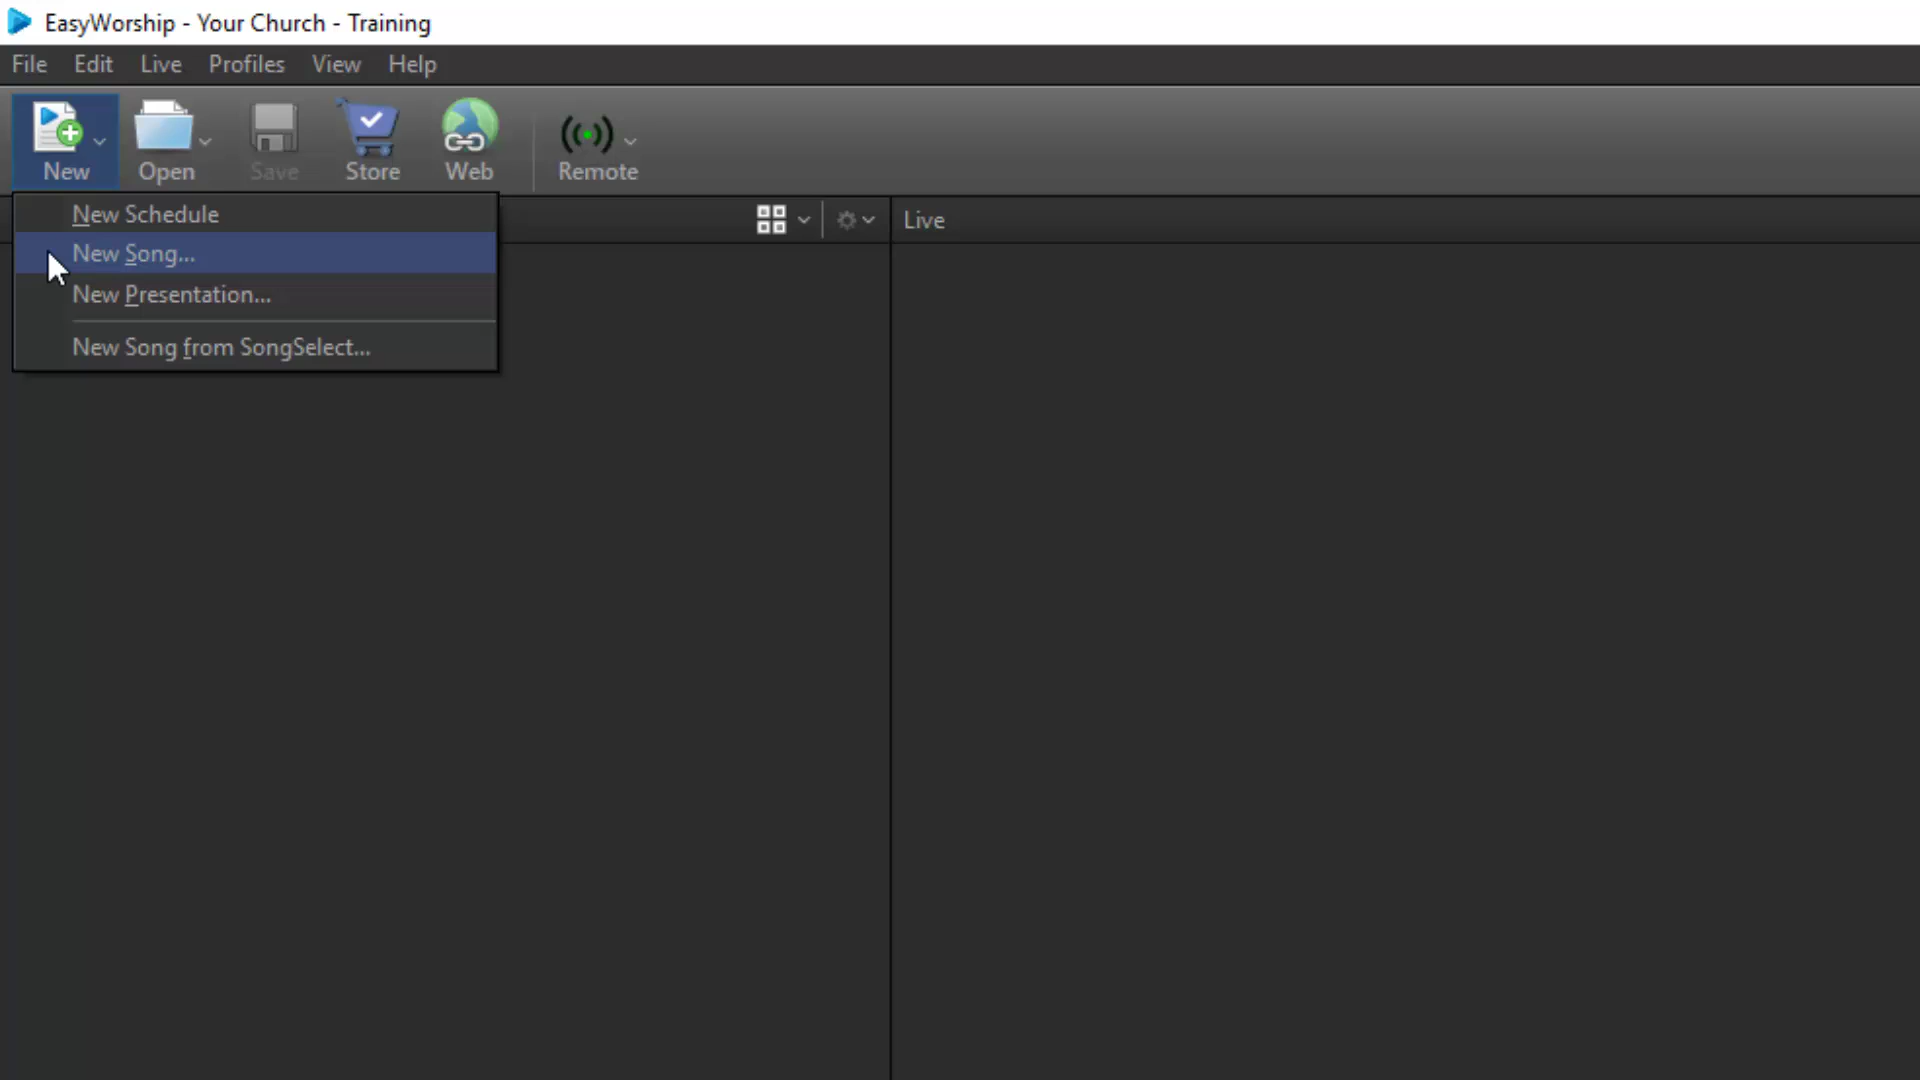 EasyWorship - Your Church - Training
File Edit Live Profiles View Help
New Open Save Store Web Remote
New Schedule
New Song...
New Presentation...
New Song from SongSelect...
Live